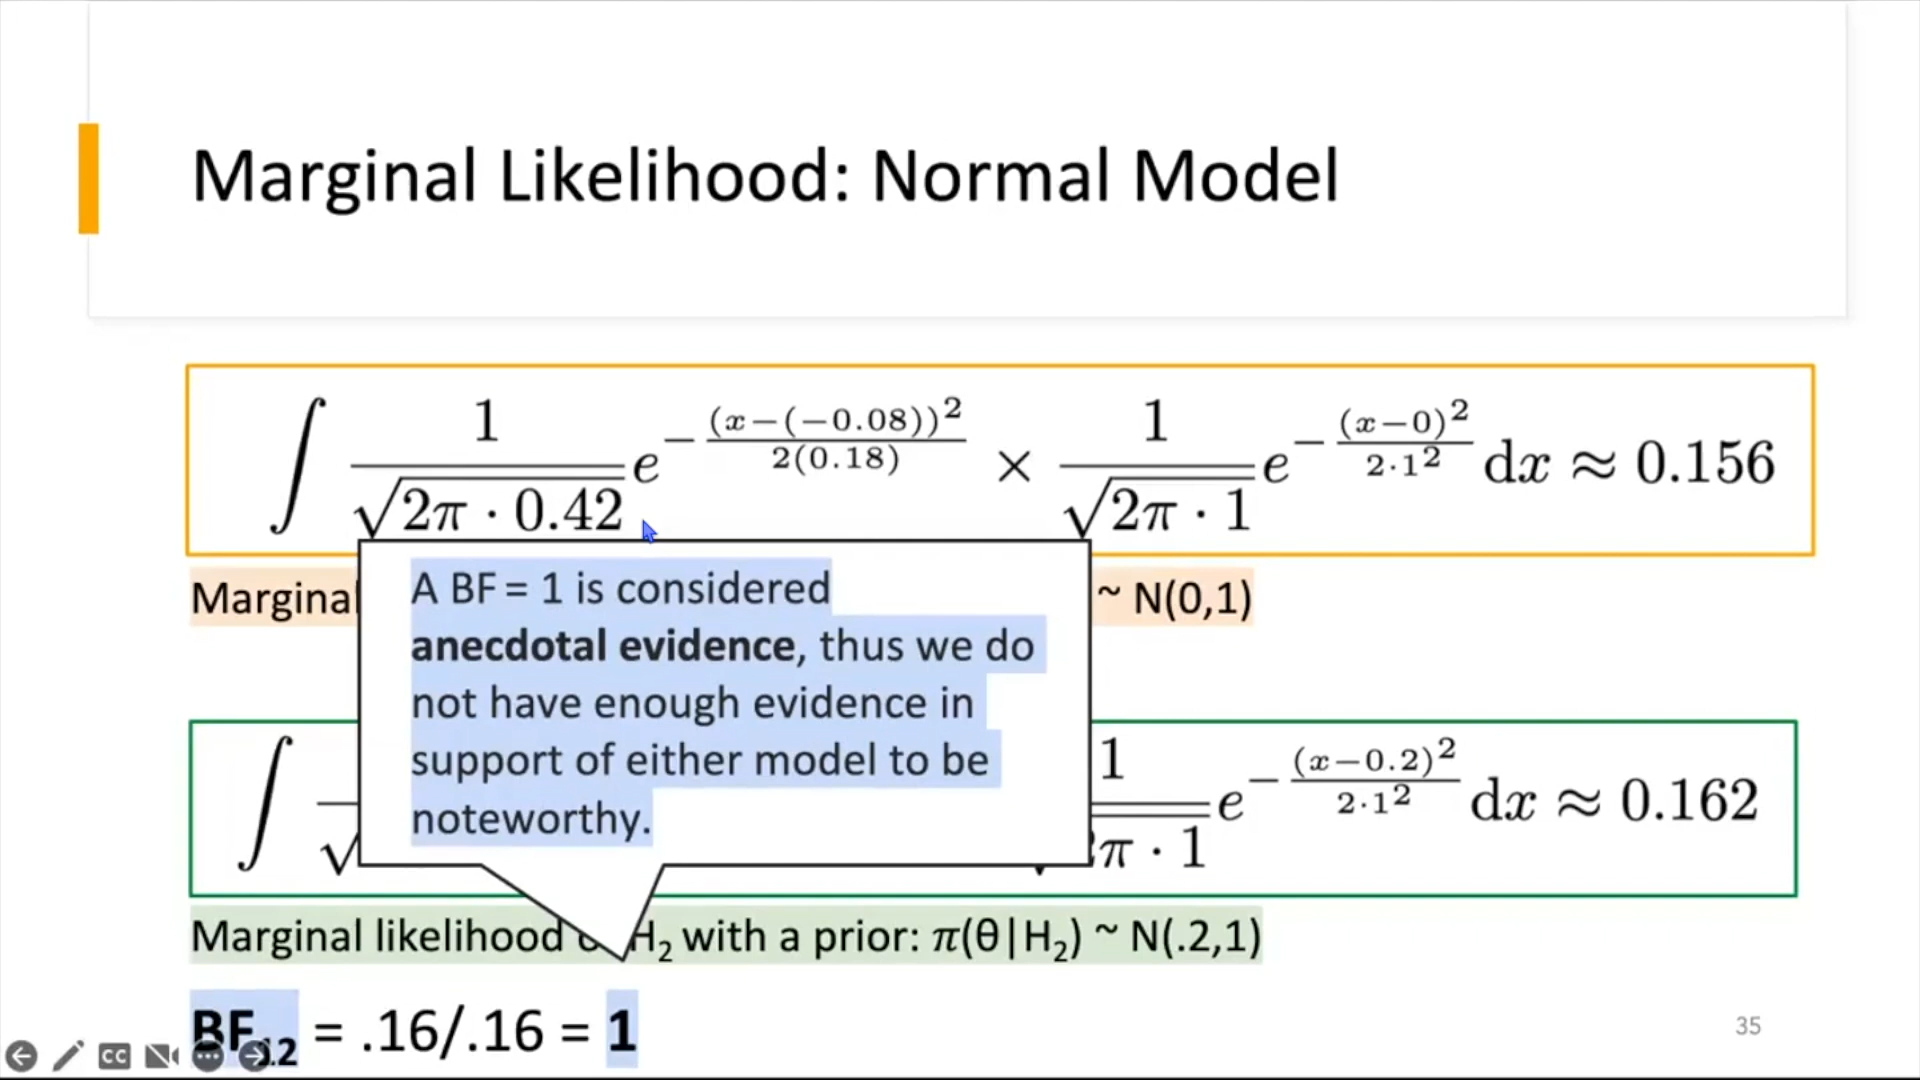 Marginal Likelihood: Normal Model
∫ 1/√(2π · 0.42) e^(−(x−(−0.08))²/2(0.18)) × 1/√(2π · 1) e^(−(x−0)²/2·1²) dx ≈ 0.156
Marginal ~ N(0,1)
A BF = 1 is considered
anecdotal evidence, thus we do
not have enough evidence in
support of either model to be
noteworthy.
∫ √ 1/π · 1 e^(−(x−0.2)²/2·1²) dx ≈ 0.162
Marginal likelihood H₂ with a prior: π(θ|H₂) ~ N(.2,1)
BF₁₂ = .16/.16 = 1
35
CC